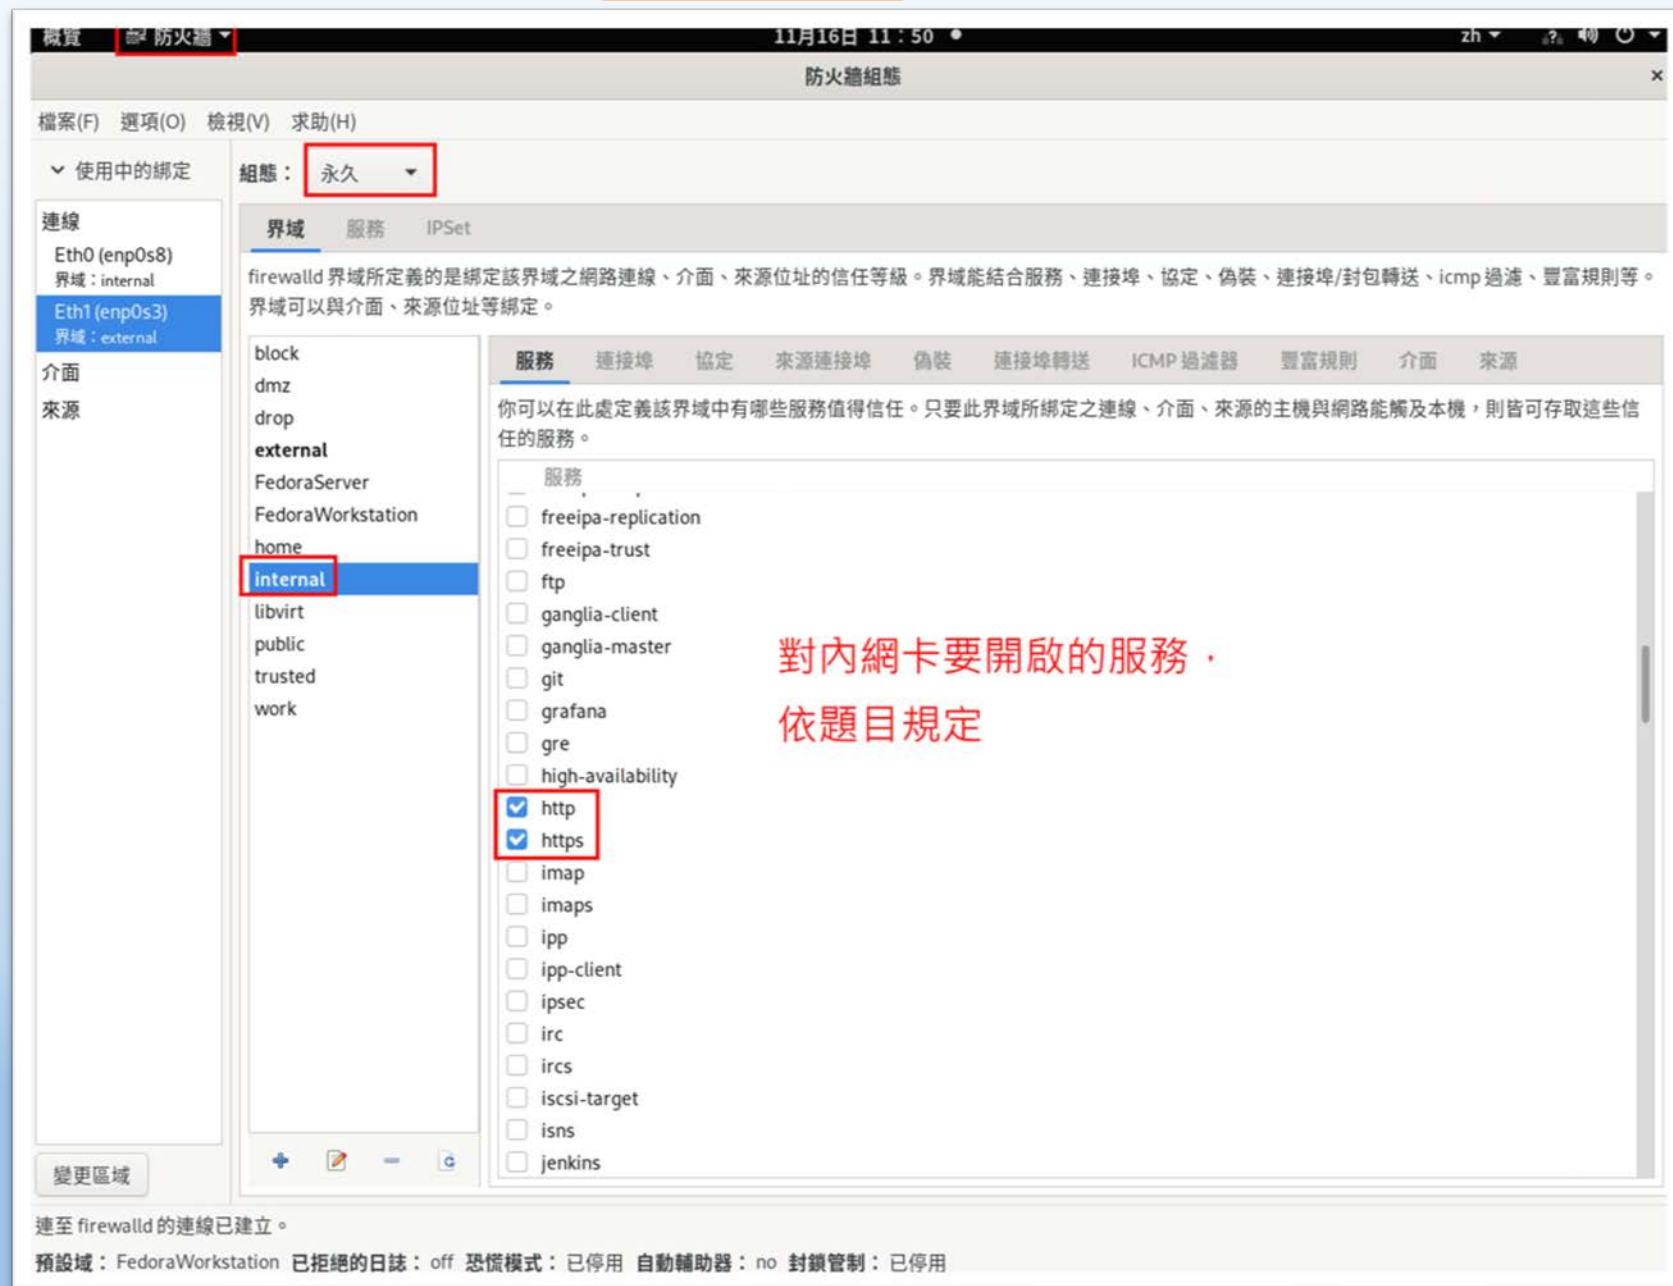 概覽 防火牆 11月16日 11：50 zh
防火牆組態
檔案(F) 選項(O) 檢視(V) 求助(H)
使用中的綁定
組態： 永久
連線
Eth0 (enp0s8)
界域：internal
Eth1 (enp0s3)
界域：external
介面
來源
變更區域
界域 服務 IPSet
firewalld 界域所定義的是綁定該界域之網路連線、介面、來源位址的信任等級。界域能結合服務、連接埠、協定、偽裝、連接埠/封包轉送、icmp 過濾、豐富規則等。
界域可以與介面、來源位址等綁定。
block
dmz
drop
external
FedoraServer
FedoraWorkstation
home
internal
libvirt
public
trusted
work
服務 連接埠 協定 來源連接埠 偽裝 連接埠轉送 ICMP 過濾器 豐富規則 介面 來源
你可以在此處定義該界域中有哪些服務值得信任。只要此界域所綁定之連線、介面、來源的主機與網路能觸及本機，則皆可存取這些信
任的服務。
服務
freeipa-replication
freeipa-trust
ftp
ganglia-client
ganglia-master
git
grafana
gre
high-availability
http
https
imap
imaps
ipp
ipp-client
ipsec
irc
ircs
iscsi-target
isns
jenkins
對內網卡要開啟的服務，
依題目規定
連至 firewalld 的連線已建立。
預設域： FedoraWorkstation 已拒絕的日誌： off 恐慌模式： 已停用 自動輔助器： no 封鎖管制： 已停用